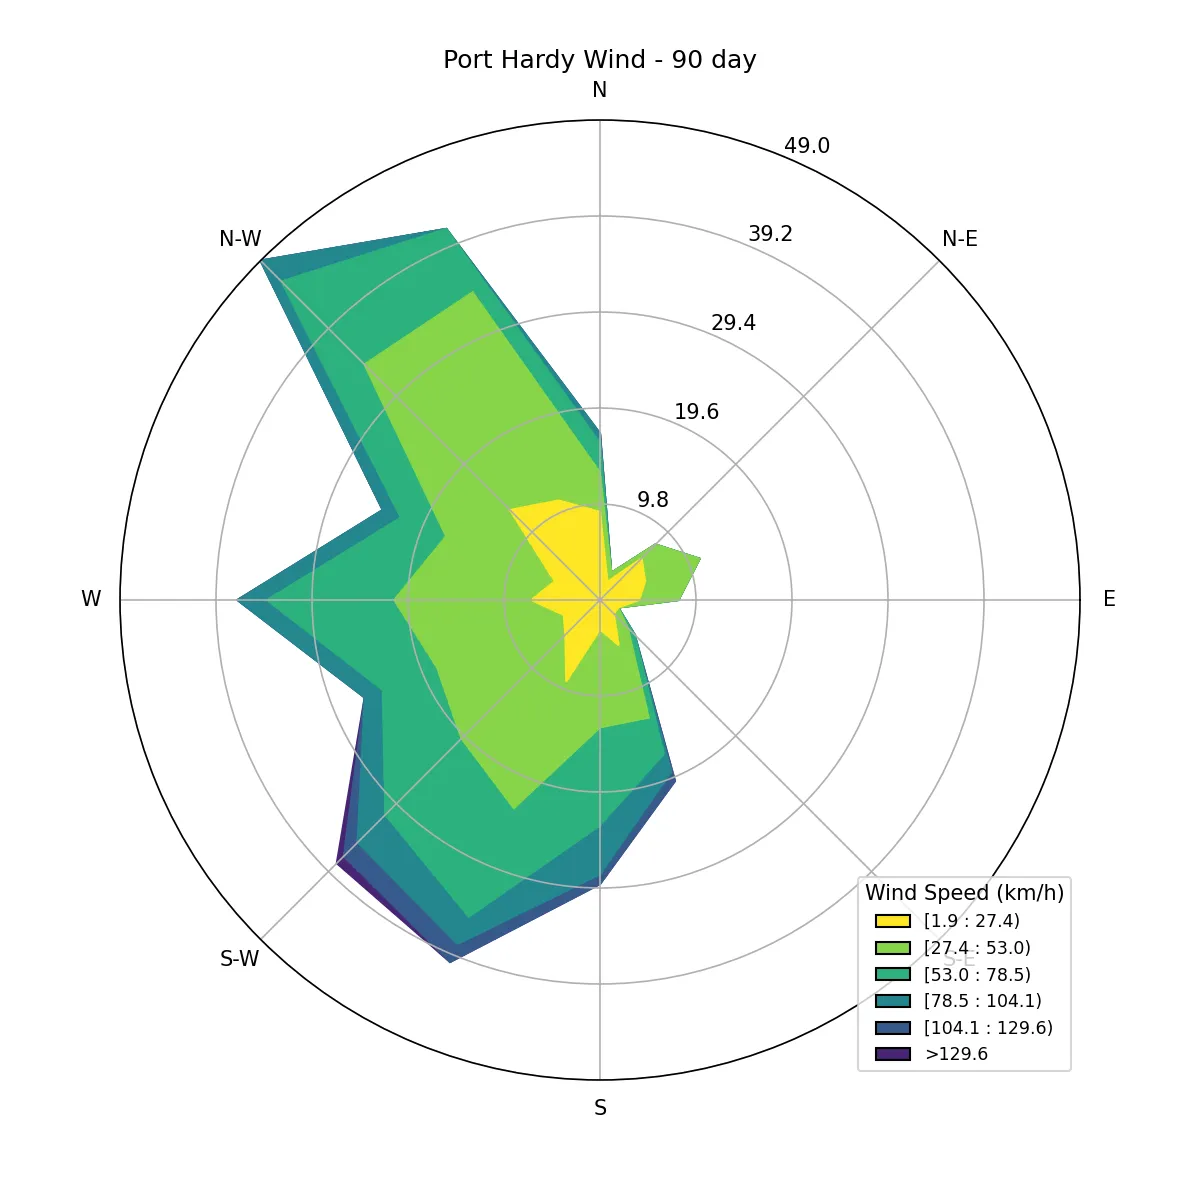 Port Hardy Wind - 90 day
N
49.0
N-W
39.2
N-E
29.4
19.6
9.8
W
E
S-W
S-E
Wind Speed (km/h)
[1.9 : 27.4)
[27.4 : 53.0)
[53.0 : 78.5)
[78.5 : 104.1)
[104.1 : 129.6)
>129.6
S